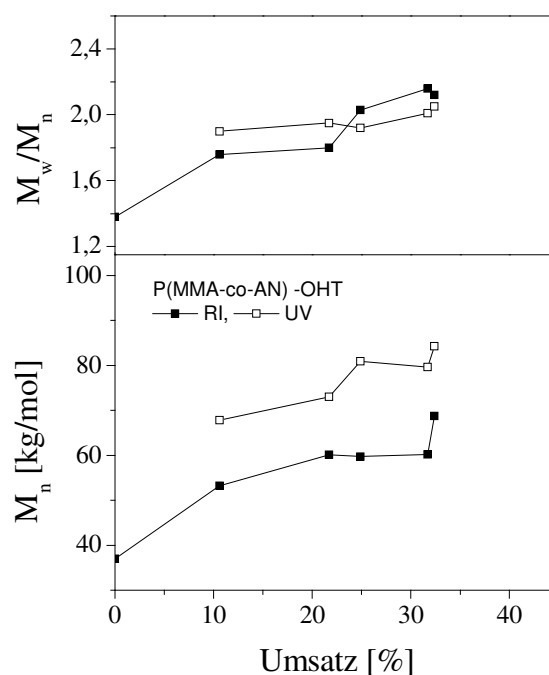 2,4
2,0
1,6
1,2
M_w/M_n
100
80
60
40
M_n [kg/mol]
P(MMA-co-AN) -OHT
RI, UV
0 10 20 30 40
Umsatz [%]